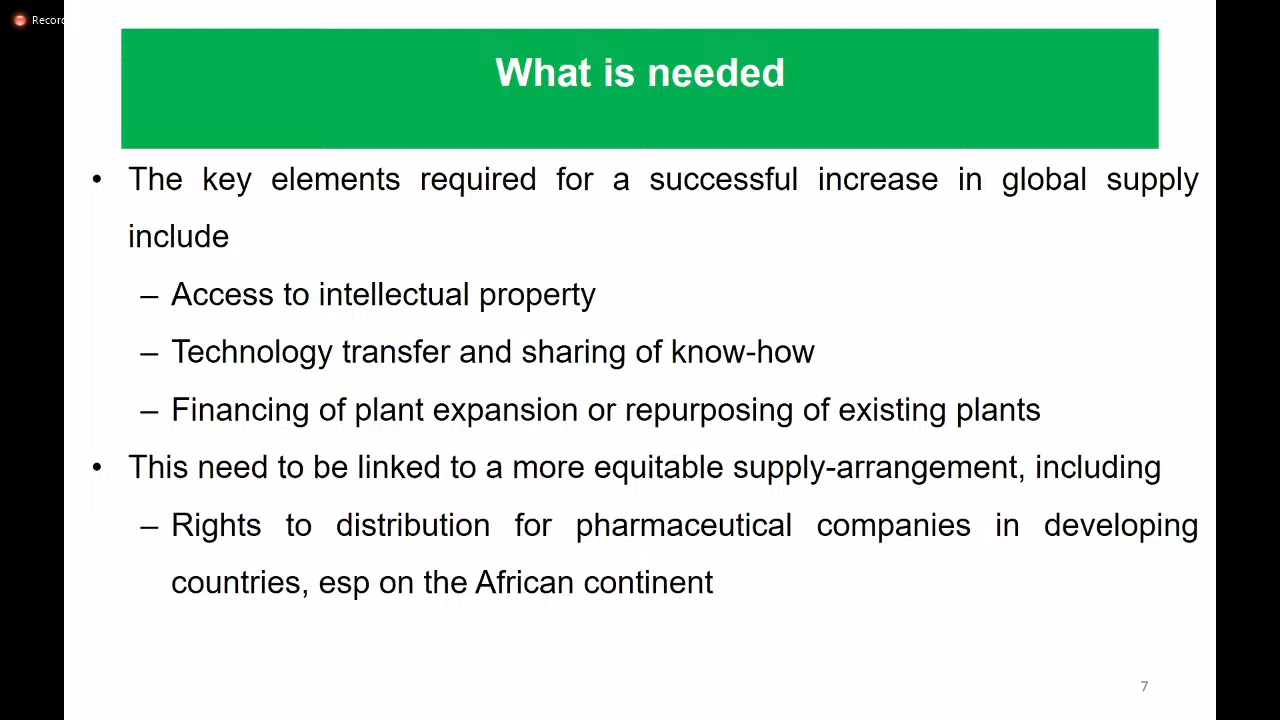 Recor
What is needed
• The key elements required for a successful increase in global supply
include
– Access to intellectual property
– Technology transfer and sharing of know-how
– Financing of plant expansion or repurposing of existing plants
• This need to be linked to a more equitable supply-arrangement, including
– Rights to distribution for pharmaceutical companies in developing
countries, esp on the African continent
7